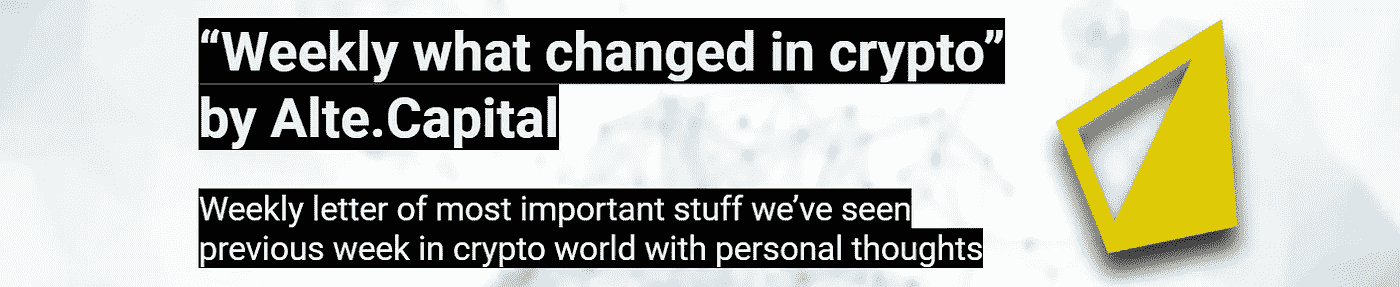 “Weekly what changed in crypto”
by Alte.Capital
Weekly letter of most important stuff we’ve seen
previous week in crypto world with personal thoughts